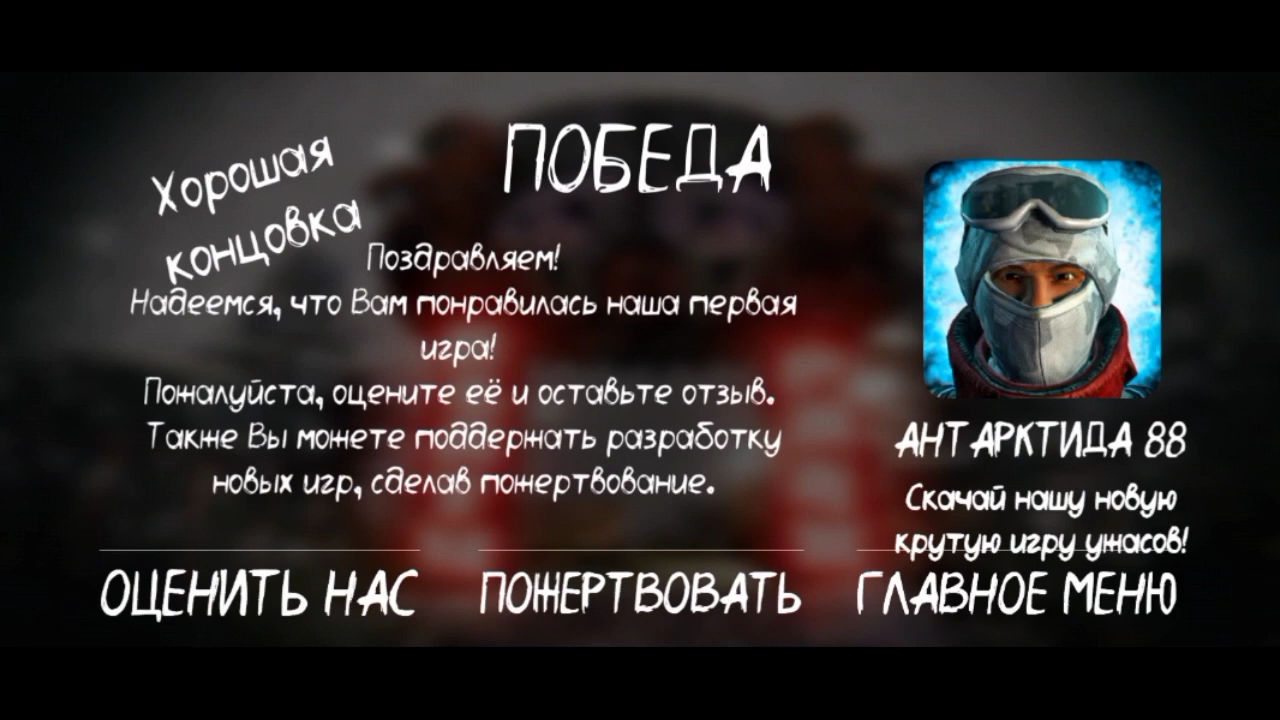 ПОБЕДА
Хорошая
концовка
Поздравляем!
Надеемся, что Вам понравилась наша первая
игра!
Пожалуйста, оцените её и оставьте отзыв.
Также Вы можете поддержать разработку
новых игр, сделав пожертвование.
АНТАРКТИДА 88
Скачай нашу новую
крутую игру ужасов!
ОЦЕНИТЬ НАС
ПОЖЕРТВОВАТЬ
ГЛАВНОЕ МЕНЮ